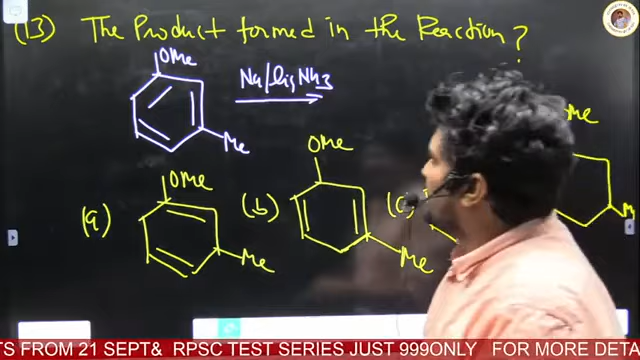 (13) The Product formed in the Reaction?
OMe
Na/liq NH3
Me
(a)
OMe
Me
(b)
OMe
Me
(c)
Me
TS FROM 21 SEPT& RPSC TEST SERIES JUST 999ONLY FOR MORE DETA